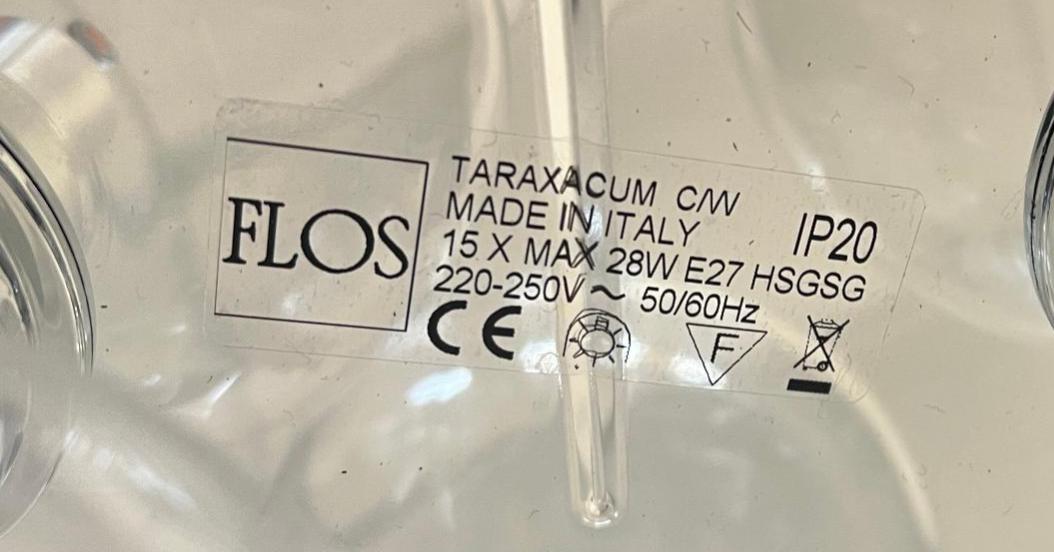 FLOS
TARAXACUM C/W
MADE IN ITALY
IP20
15 X MAX 28W E27 HSGSG
220-250V ~ 50/60Hz
CE
F